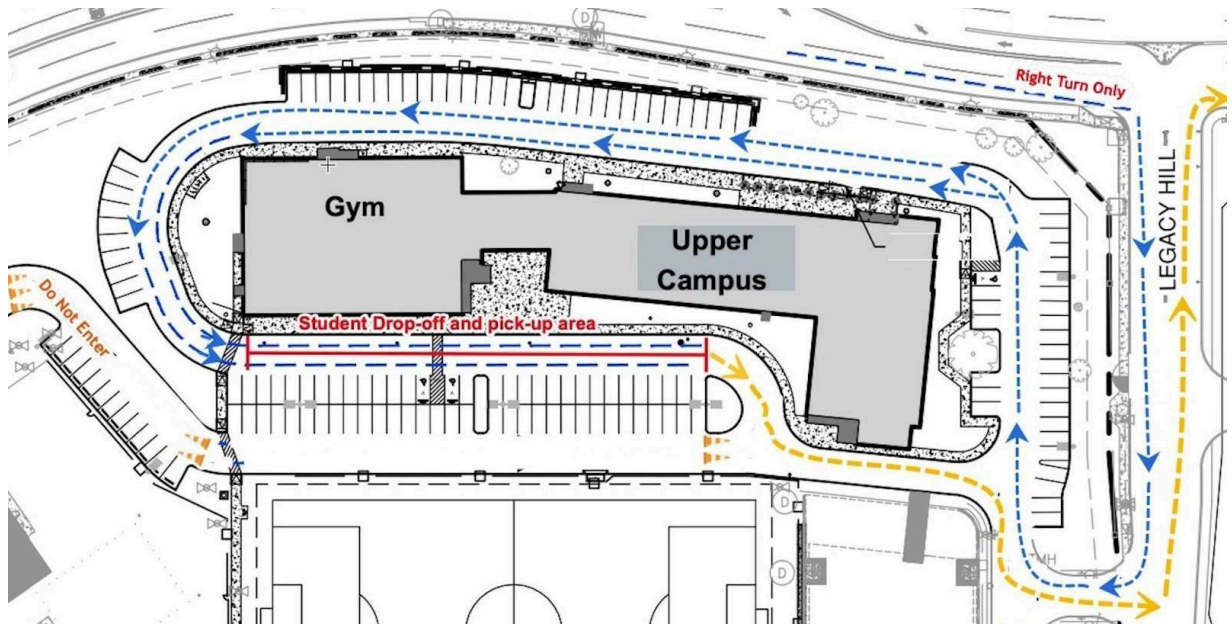 D
D
Right Turn Only
LEGACY HILL
Gym
Upper
Campus
Student Drop-off and pick-up area
Do Not Enter
D
D